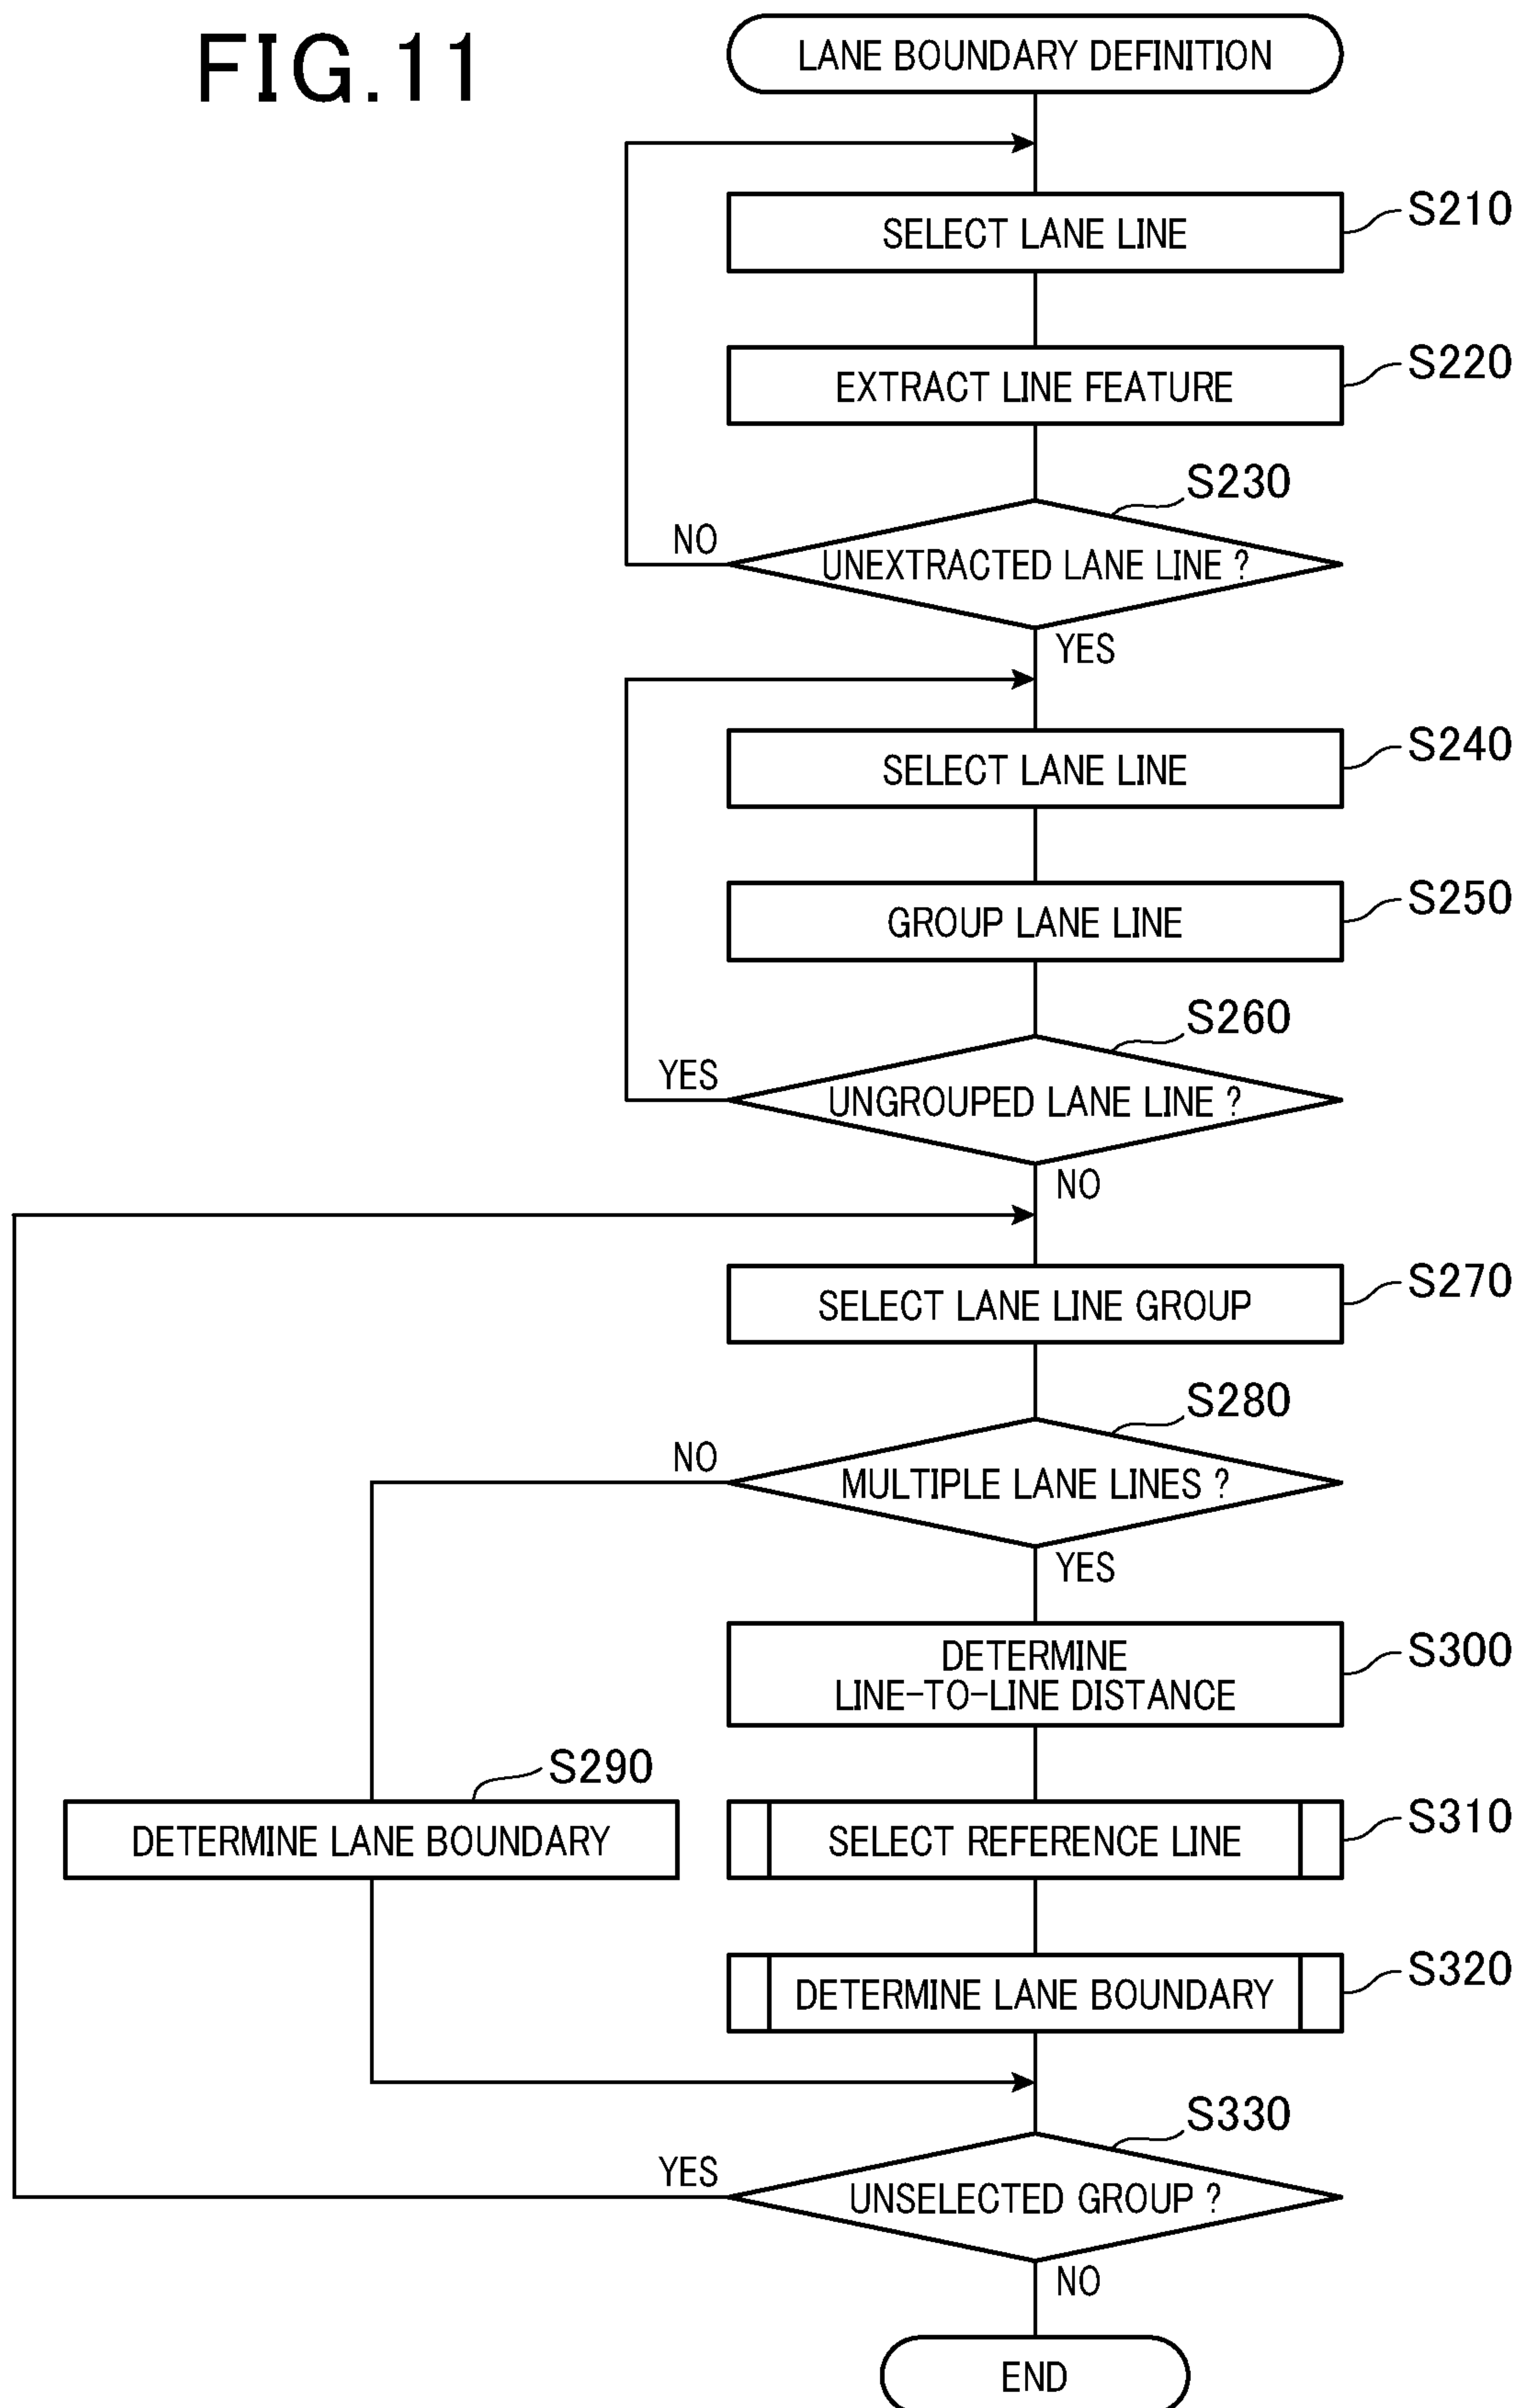 FIG.11
LANE BOUNDARY DEFINITION
SELECT LANE LINE
S210
EXTRACT LINE FEATURE
S220
S230
NO
UNEXTRACTED LANE LINE ?
YES
SELECT LANE LINE
S240
GROUP LANE LINE
S250
S260
YES
UNGROUPED LANE LINE ?
NO
SELECT LANE LINE GROUP
S270
S280
NO
MULTIPLE LANE LINES ?
YES
DETERMINE
LINE-TO-LINE DISTANCE
S300
S290
DETERMINE LANE BOUNDARY
SELECT REFERENCE LINE
S310
DETERMINE LANE BOUNDARY
S320
S330
YES
UNSELECTED GROUP ?
NO
END